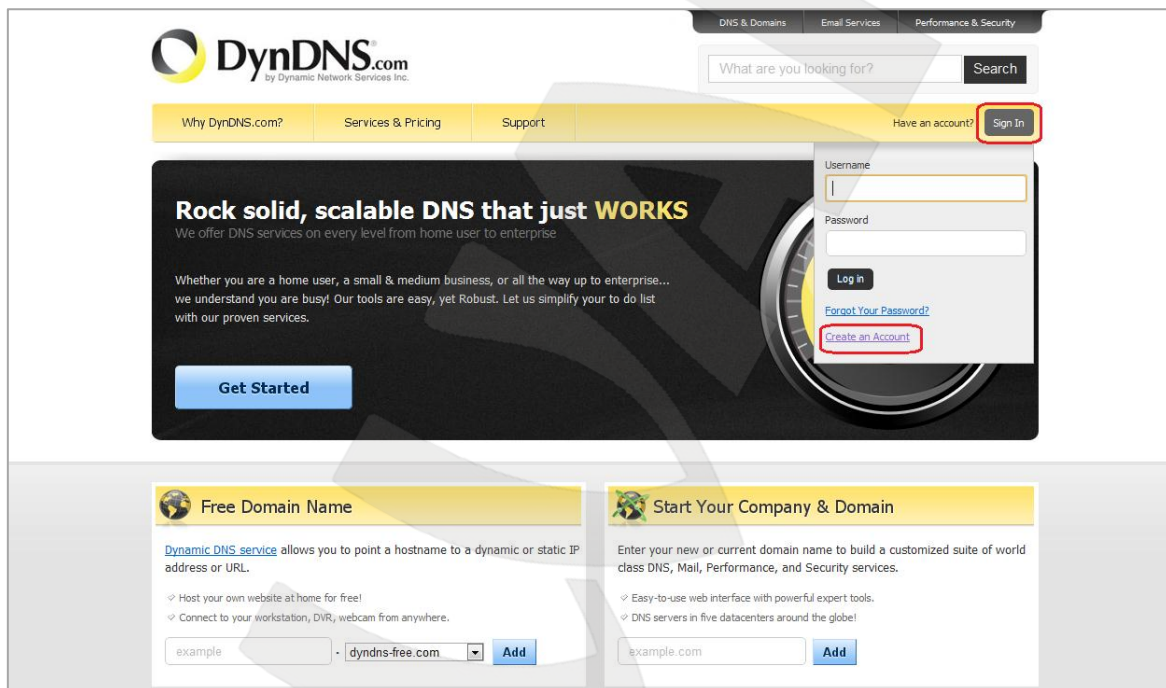 DNS & Domains Email Services Performance & Security
DynDNS.com
by Dynamic Network Services Inc.
What are you looking for? Search
Why DynDNS.com? Services & Pricing Support Have an account? Sign In
Username
Password
Log in
Forgot Your Password?
Create an Account
Rock solid, scalable DNS that just WORKS
We offer DNS services on every level from home user to enterprise
Whether you are a home user, a small & medium business, or all the way up to enterprise...
we understand you are busy! Our tools are easy, yet Robust. Let us simplify your to do list
with our proven services.
Get Started
Free Domain Name
Dynamic DNS service allows you to point a hostname to a dynamic or static IP
address or URL.
Host your own website at home for free!
Connect to your workstation, DVR, webcam from anywhere.
example - dyndns-free.com Add
Start Your Company & Domain
Enter your new or current domain name to build a customized suite of world
class DNS, Mail, Performance, and Security services.
Easy-to-use web interface with powerful expert tools.
DNS servers in five datacenters around the globe!
example.com Add